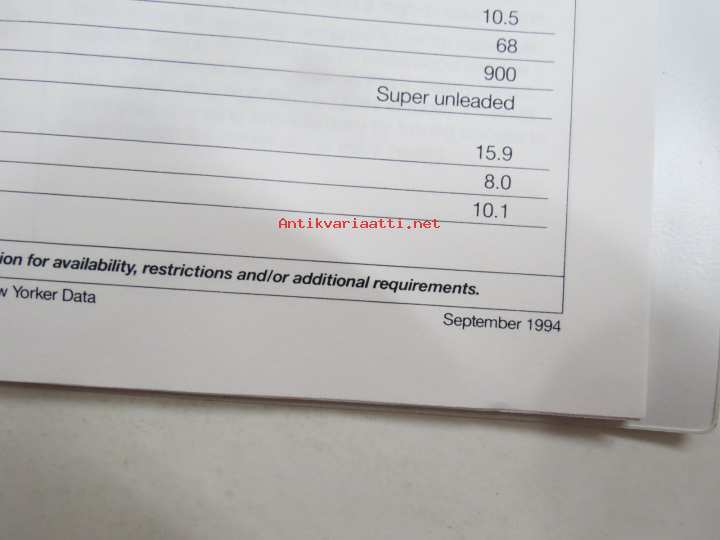 10.5
68
900
Super unleaded
15.9
8.0
10.1
Antikvariaatti.net
for availability, restrictions and/or additional requirements.
Yorker Data
September 1994